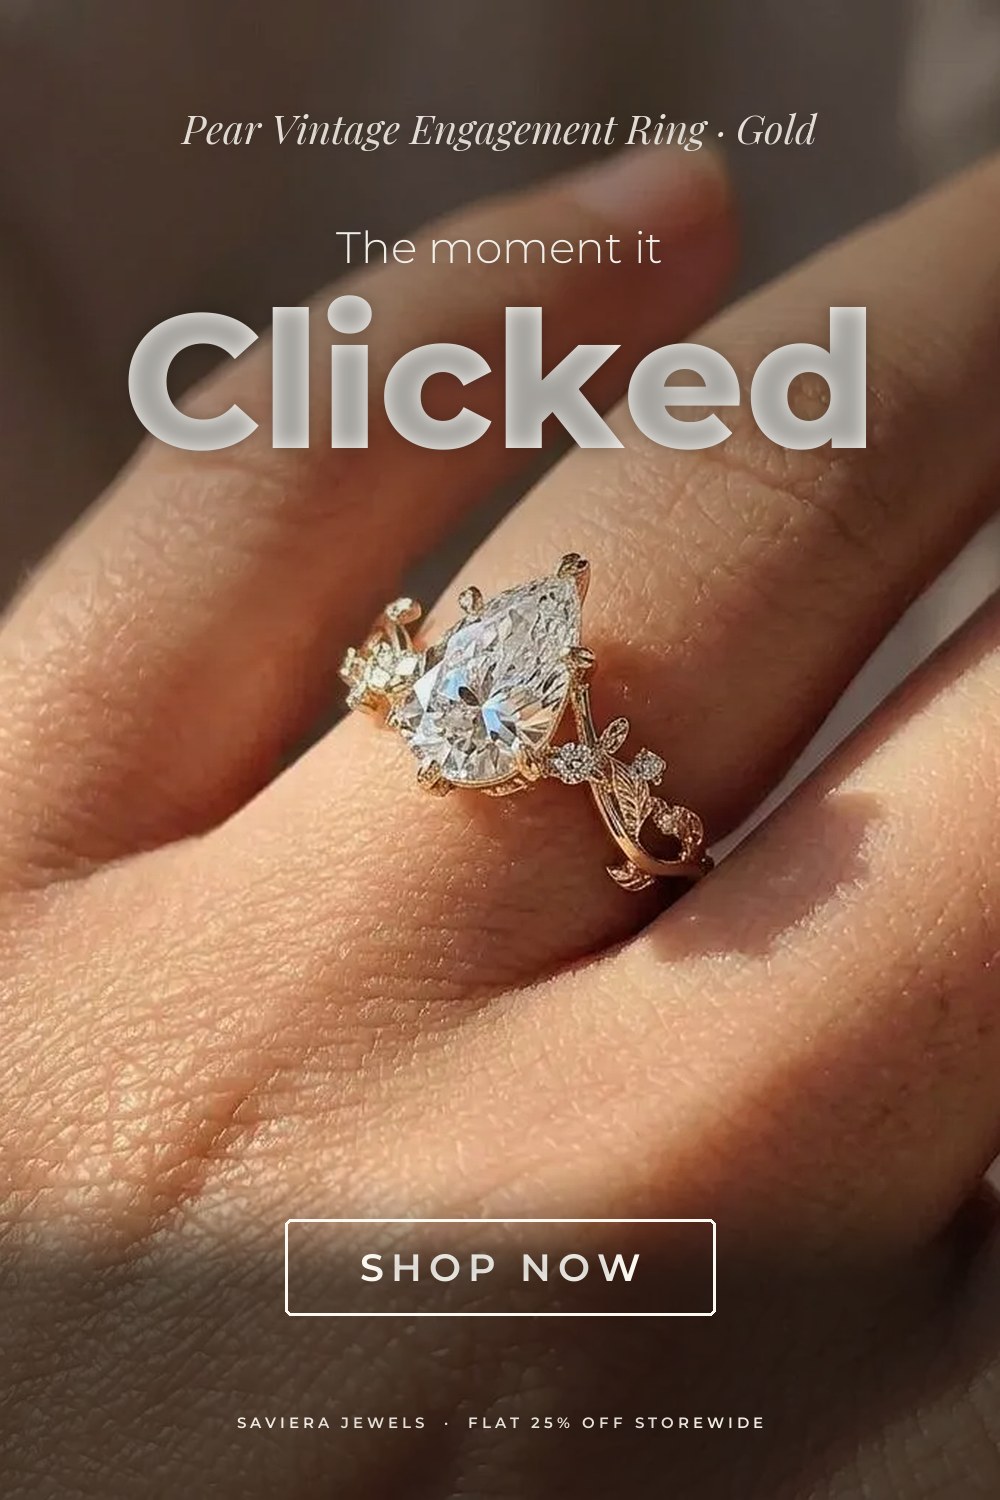 Pear Vintage Engagement Ring · Gold
The moment it
Clicked
SHOP NOW
SAVIERA JEWELS · FLAT 25% OFF STOREWIDE